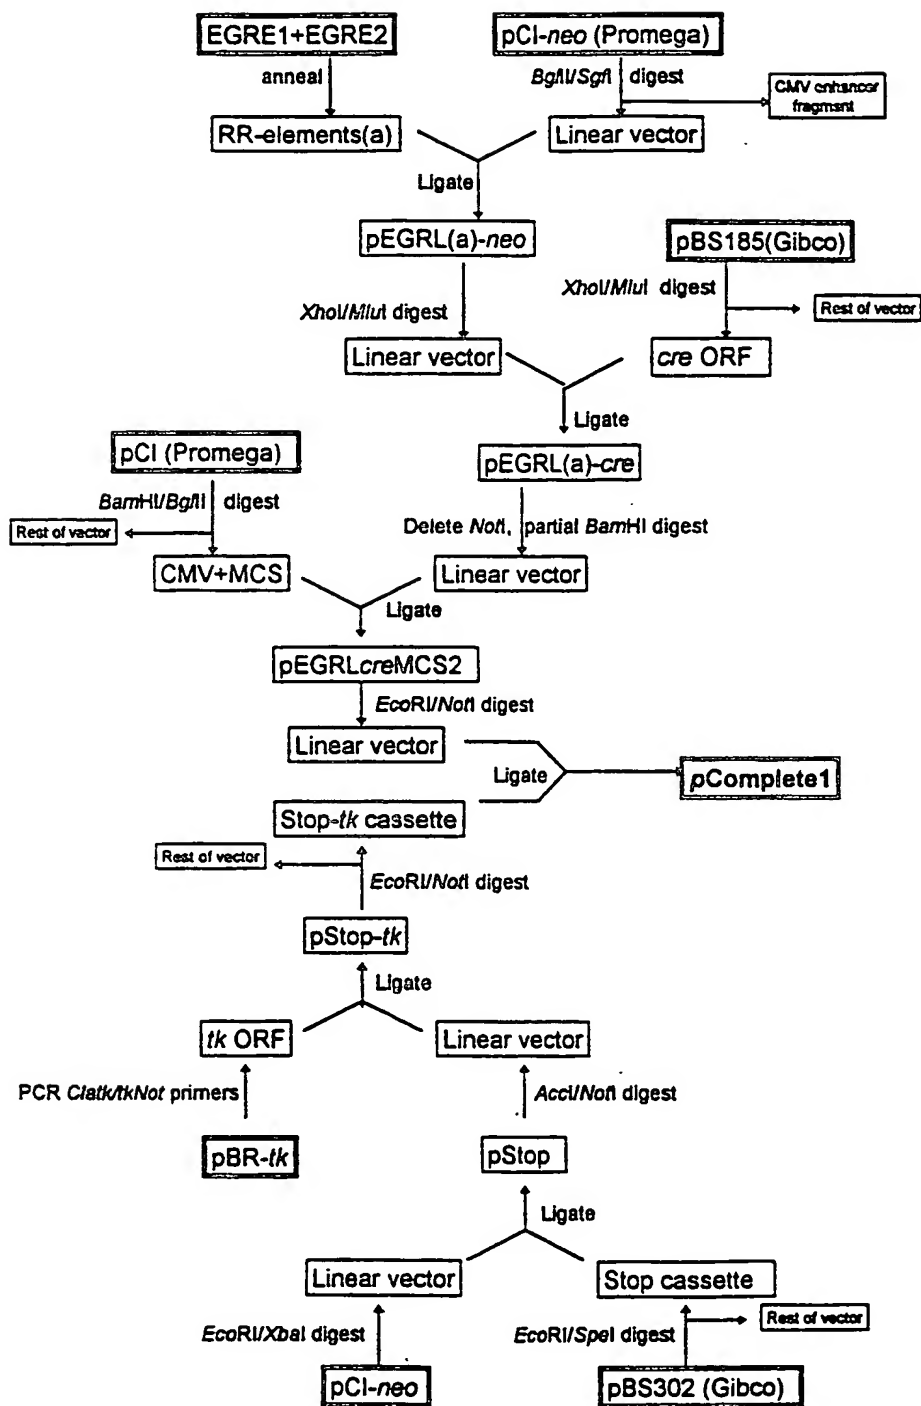 EGRE1+EGRE2
pCI-neo (Promega)
anneal
BglII/SgfI digest
CMV enhancer
fragment
RR-elements(a)
Linear vector
Ligate
pEGRL(a)-neo
pBS185(Gibco)
XhoI/MluI digest
XhoI/MluI digest
Rest of vector
Linear vector
cre ORF
Ligate
pCI (Promega)
pEGRL(a)-cre
BamHI/BglII digest
Rest of vector
Delete NotI, partial BamHI digest
CMV+MCS
Linear vector
Ligate
pEGRLcreMCS2
EcoRI/NotI digest
Linear vector
Ligate
pComplete1
Stop-tk cassette
Rest of vector
EcoRI/NotI digest
pStop-tk
Ligate
tk ORF
Linear vector
PCR Clatk/tkNot primers
AccI/NotI digest
pBR-tk
pStop
Ligate
Linear vector
Stop cassette
EcoRI/XbaI digest
EcoRI/SpeI digest
Rest of vector
pCI-neo
pBS302 (Gibco)